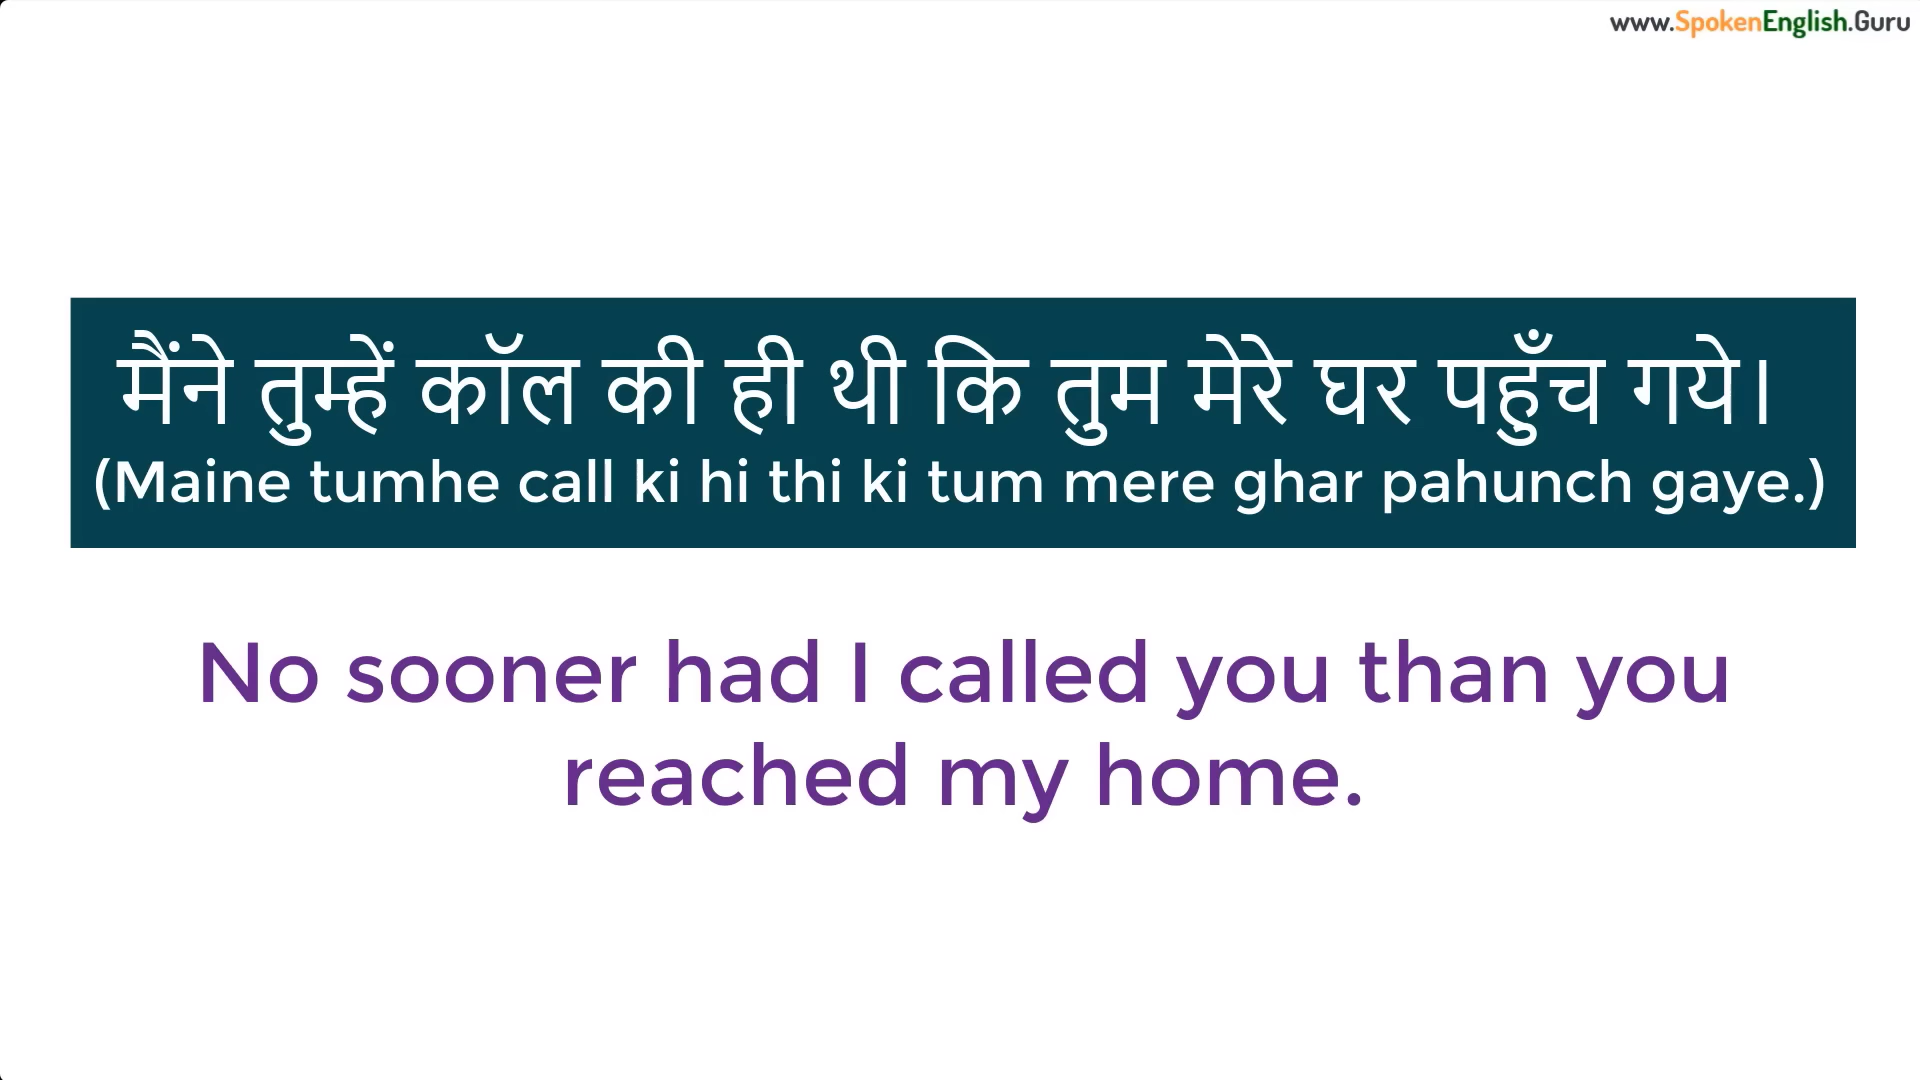 www.SpokenEnglish.Guru
मैंने तुम्हें कॉल की ही थी कि तुम मेरे घर पहुँच गये।
(Maine tumhe call ki hi thi ki tum mere ghar pahunch gaye.)
No sooner had I called you than you
reached my home.